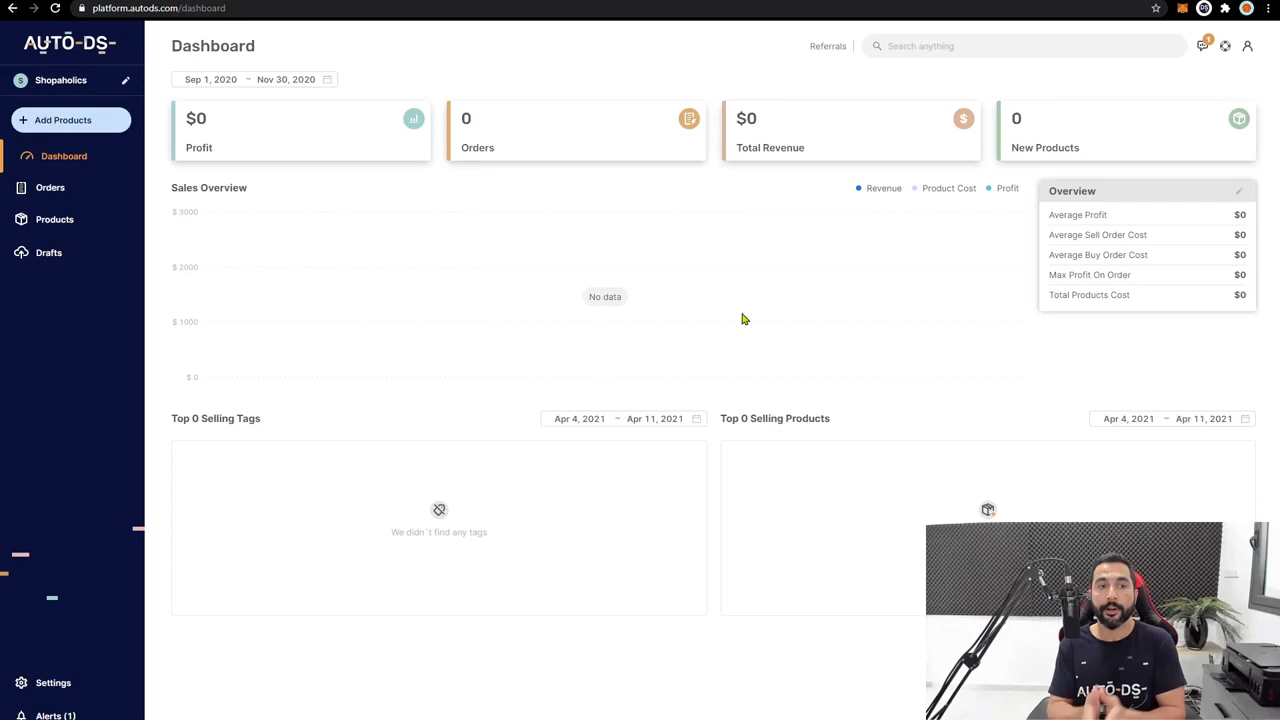 platform.autods.com/dashboard
AUTO-DS-
Dashboard
Referrals
Search anything
1
S Shopaholics
Sep 1, 2020 ~ Nov 30, 2020
+ Add Products
Dashboard
Orders
Products
Drafts
$0
Profit
0
Orders
$0
$
Total Revenue
0
New Products
Sales Overview
Revenue
Product Cost
Profit
$ 3000
$ 2000
$ 1000
$ 0
No data
Overview
Average Profit $0
Average Sell Order Cost $0
Average Buy Order Cost $0
Max Profit On Order $0
Total Products Cost $0
Top 0 Selling Tags
Apr 4, 2021 ~ Apr 11, 2021
We didn`t find any tags
Top 0 Selling Products
Apr 4, 2021 ~ Apr 11, 2021
AUTO-DS-
Settings
Alerts (1)